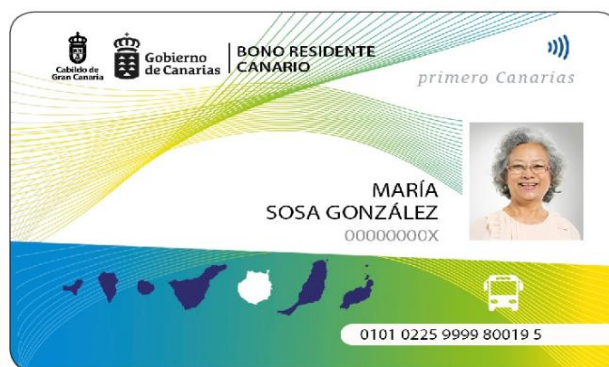 Cabildo de
Gran Canaria
Gobierno
de Canarias
BONO RESIDENTE
CANARIO
primero Canarias
MARÍA
SOSA GONZÁLEZ
00000000X
0101 0225 9999 80019 5